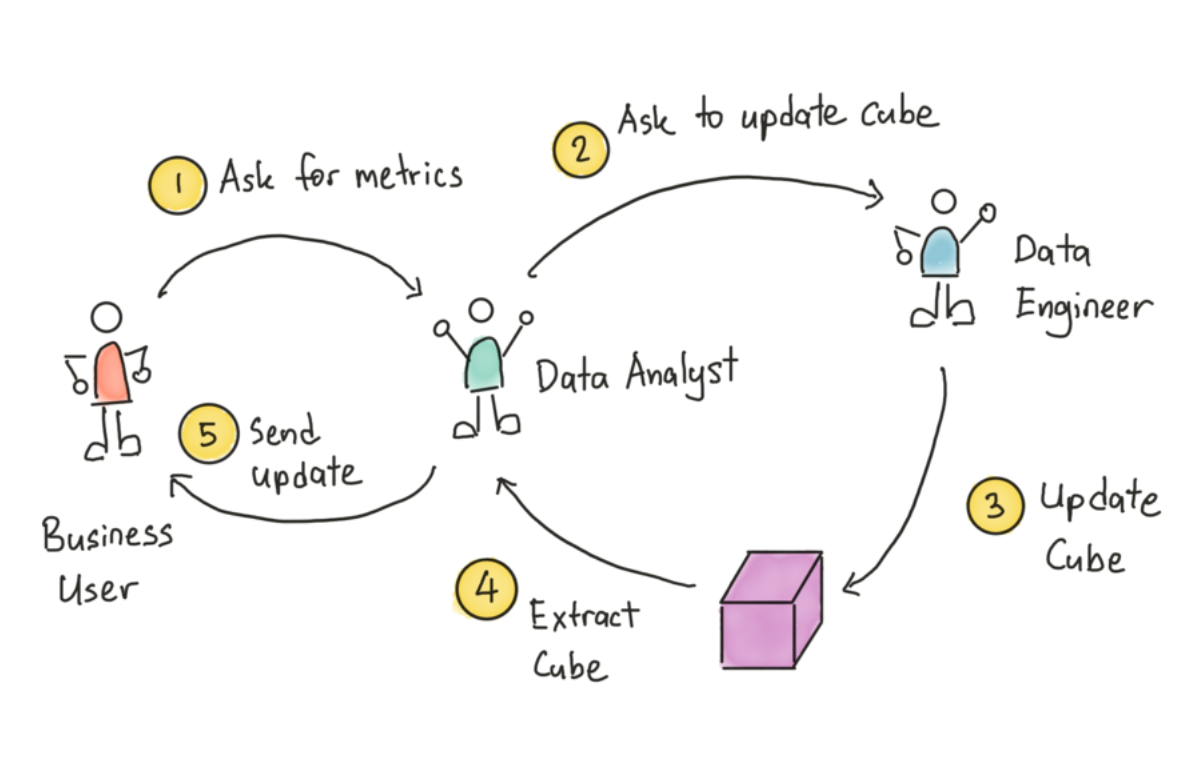 1 Ask for metrics
2 Ask to update cube
Data
Engineer
Data Analyst
3 Update
Cube
4 Extract
Cube
5 Send
update
Business
User